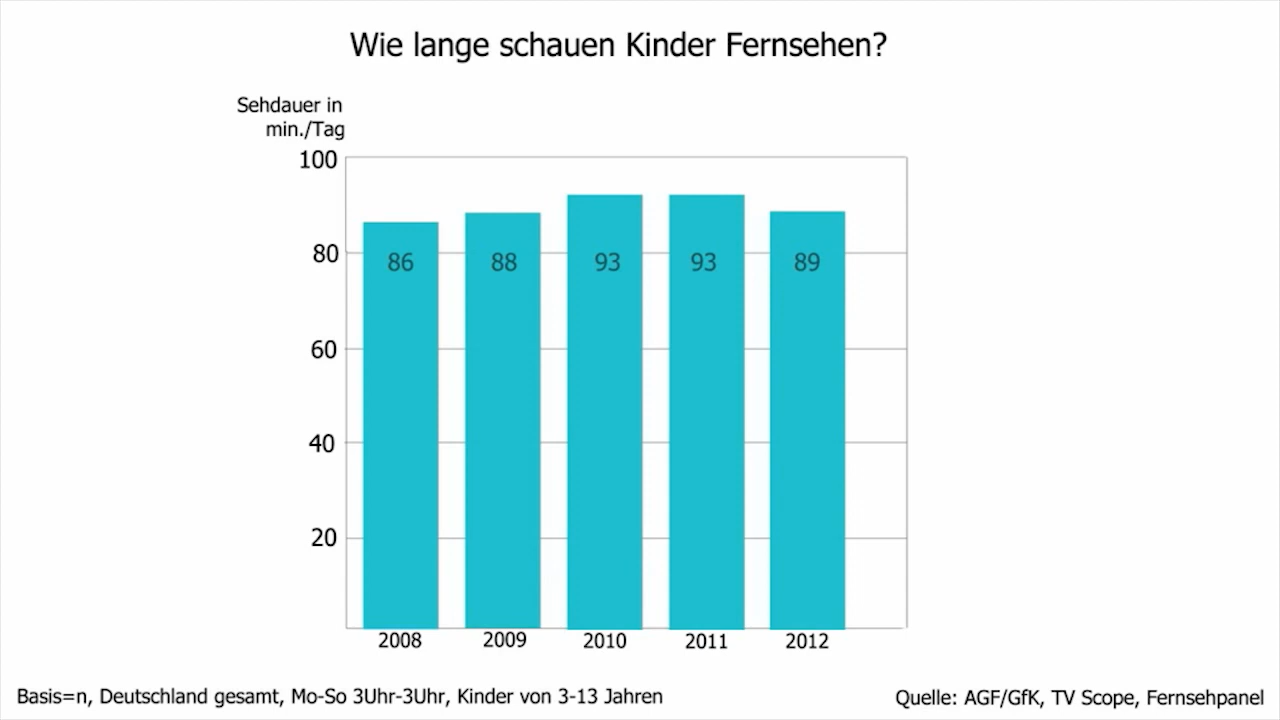 Wie lange schauen Kinder Fernsehen?
Sehdauer in
min./Tag
100
80
60
40
20
86 88 93 93 89
2008 2009 2010 2011 2012
Basis=n, Deutschland gesamt, Mo-So 3Uhr-3Uhr, Kinder von 3-13 Jahren
Quelle: AGF/GfK, TV Scope, Fernsehpanel